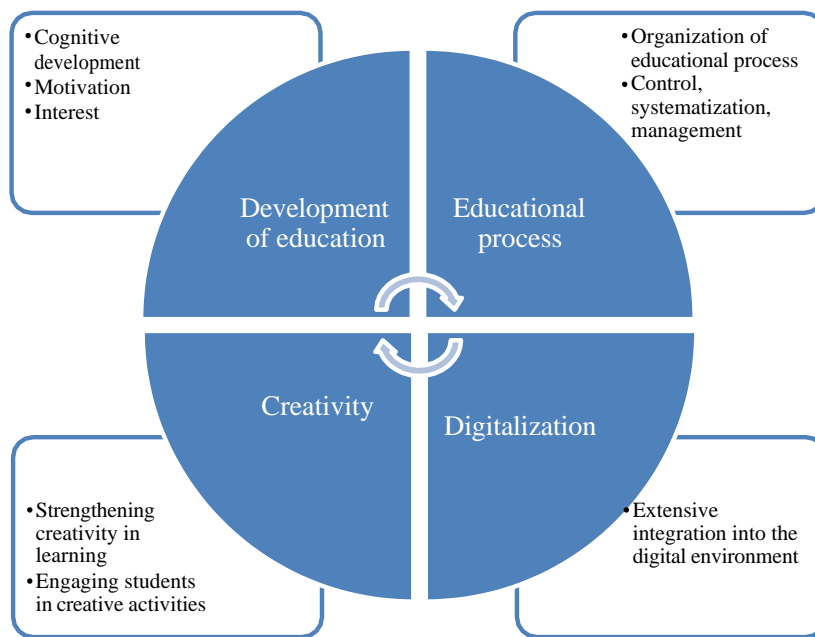 • Cognitive
development
• Motivation
• Interest
• Organization of
educational process
• Control,
systematization,
management
Development
of education
Educational
process
Creativity
Digitalization
• Strengthening
creativity in
learning
• Engaging students
in creative activities
• Extensive
integration into the
digital environment